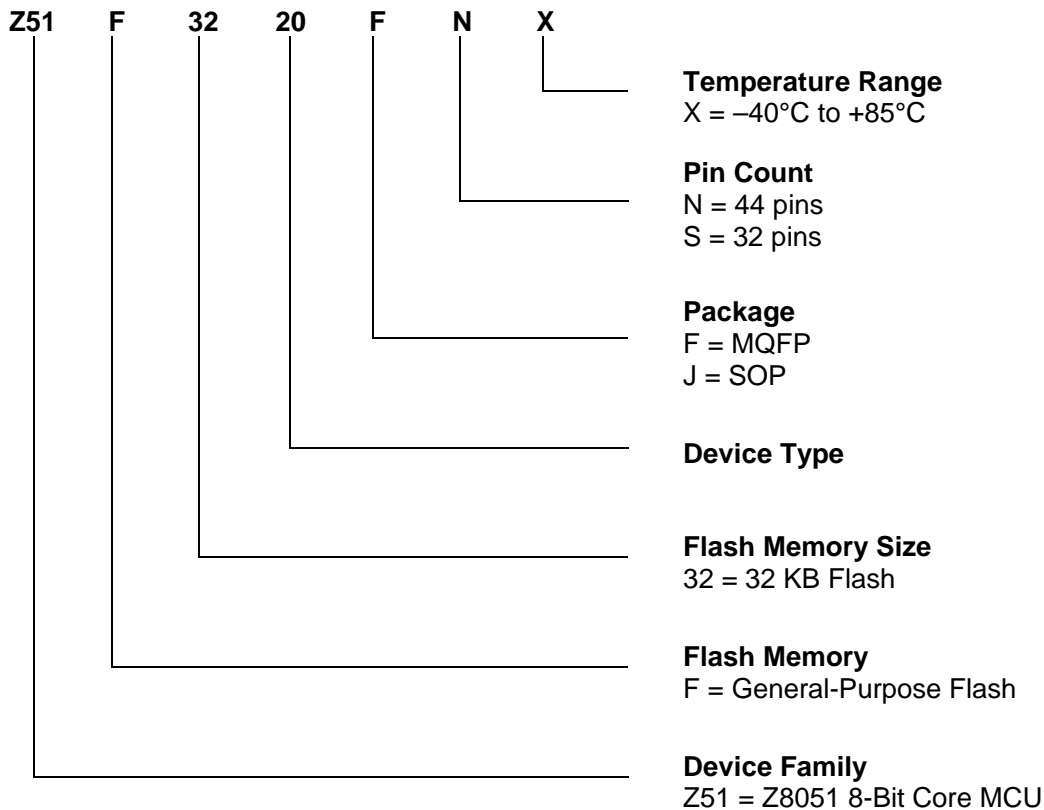 Z51 F 32 20 F N X
Temperature Range
X = –40°C to +85°C
Pin Count
N = 44 pins
S = 32 pins
Package
F = MQFP
J = SOP
Device Type
Flash Memory Size
32 = 32 KB Flash
Flash Memory
F = General-Purpose Flash
Device Family
Z51 = Z8051 8-Bit Core MCU